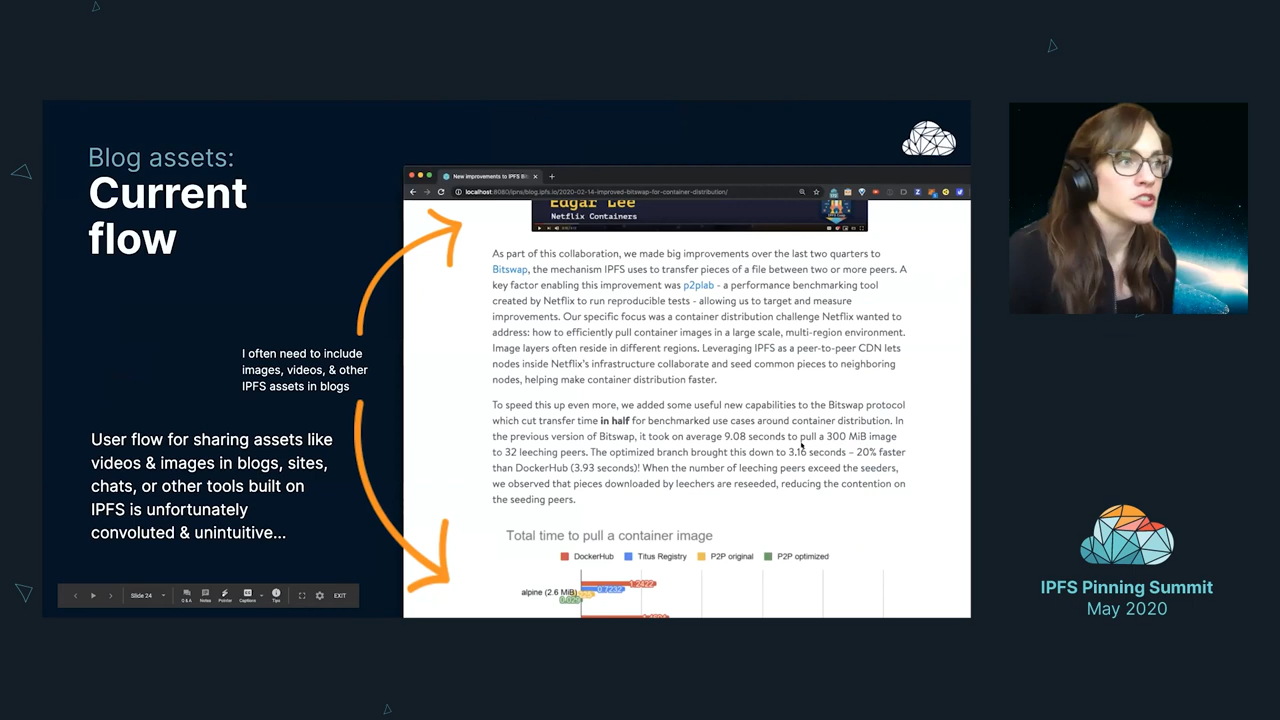 Blog assets:
Current
flow
I often need to include
images, videos, & other
IPFS assets in blogs
User flow for sharing assets like
videos & images in blogs, sites,
chats, or other tools built on
IPFS is unfortunately
convoluted & unintuitive...
Slide 24
Q & A
Notes
Pointer
Captions
Tips
EXIT
New improvements to IPFS Bi
localhost:8080/ipns/blog.ipfs.io/2020-02-14-improved-bitswap-for-container-distribution/
Edgar Lee
Netflix Containers
As part of this collaboration, we made big improvements over the last two quarters to
Bitswap, the mechanism IPFS uses to transfer pieces of a file between two or more peers. A
key factor enabling this improvement was p2plab - a performance benchmarking tool
created by Netflix to run reproducible tests - allowing us to target and measure
improvements. Our specific focus was a container distribution challenge Netflix wanted to
address: how to efficiently pull container images in a large scale, multi-region environment.
Image layers often reside in different regions. Leveraging IPFS as a peer-to-peer CDN lets
nodes inside Netflix's infrastructure collaborate and seed common pieces to neighboring
nodes, helping make container distribution faster.
To speed this up even more, we added some useful new capabilities to the Bitswap protocol
which cut transfer time in half for benchmarked use cases around container distribution. In
the previous version of Bitswap, it took on average 9.08 seconds to pull a 300 MiB image
to 32 leeching peers. The optimized branch brought this down to 3.16 seconds – 20% faster
than DockerHub (3.93 seconds)! When the number of leeching peers exceed the seeders,
we observed that pieces downloaded by leechers are reseeded, reducing the contention on
the seeding peers.
Total time to pull a container image
DockerHub
Titus Registry
P2P original
P2P optimized
alpine (2.6 MiB)
IPFS Pinning Summit
May 2020